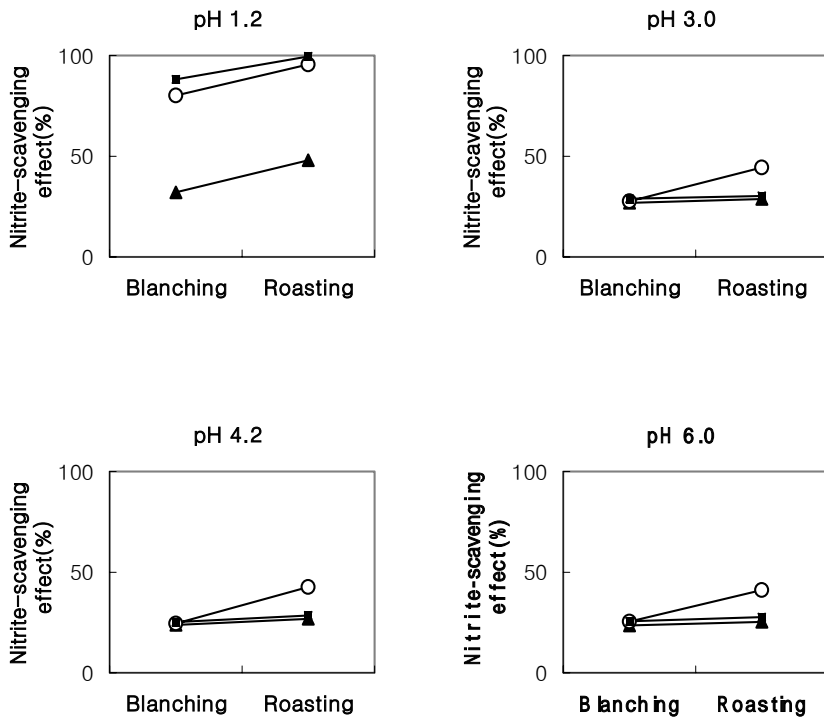 pH 1.2
Nitrite-scavenging
effect(%)
100
50
0
Blanching Roasting
pH 3.0
Nitrite-scavenging
effect(%)
100
50
0
Blanching Roasting
pH 4.2
Nitrite-scavenging
effect(%)
100
50
0
Blanching Roasting
pH 6.0
Nitrite-scavenging
effect(%)
100
50
0
Blanching Roasting